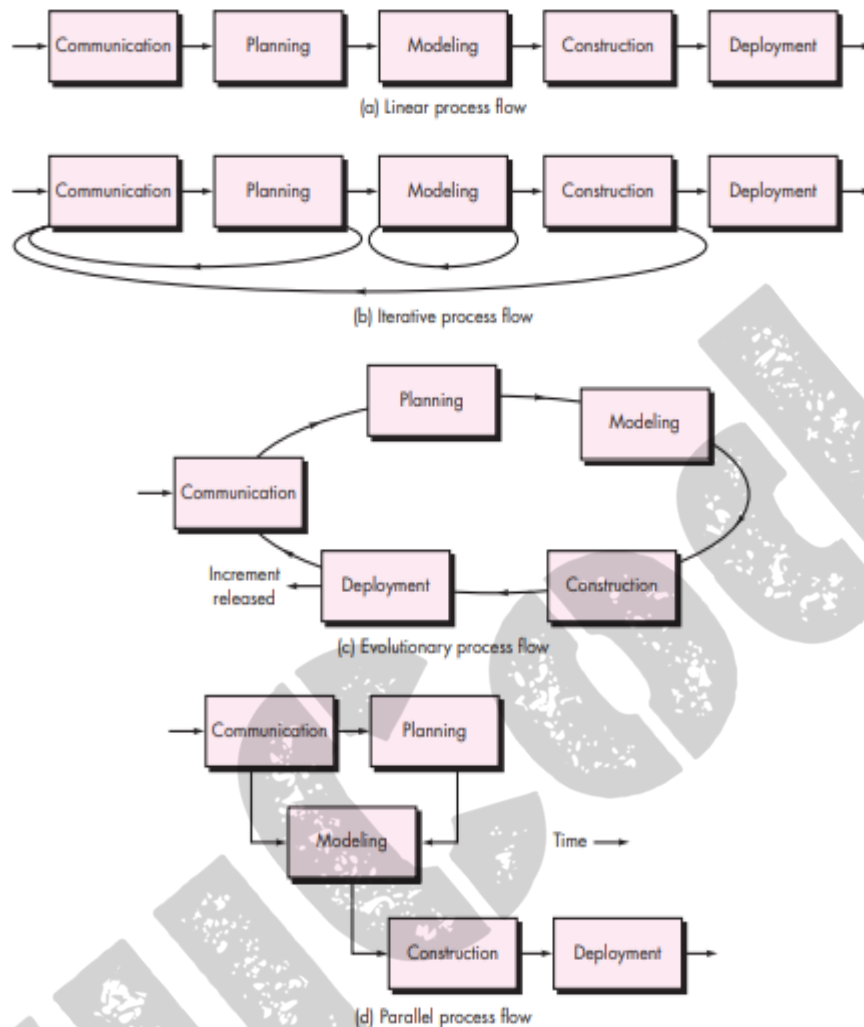 Communication Planning Modeling Construction Deployment
(a) Linear process flow
Communication Planning Modeling Construction Deployment
(b) Iterative process flow
Planning
Modeling
Communication
Increment
released
Deployment
Construction
(c) Evolutionary process flow
Communication Planning
Modeling
Time
Construction Deployment
(d) Parallel process flow